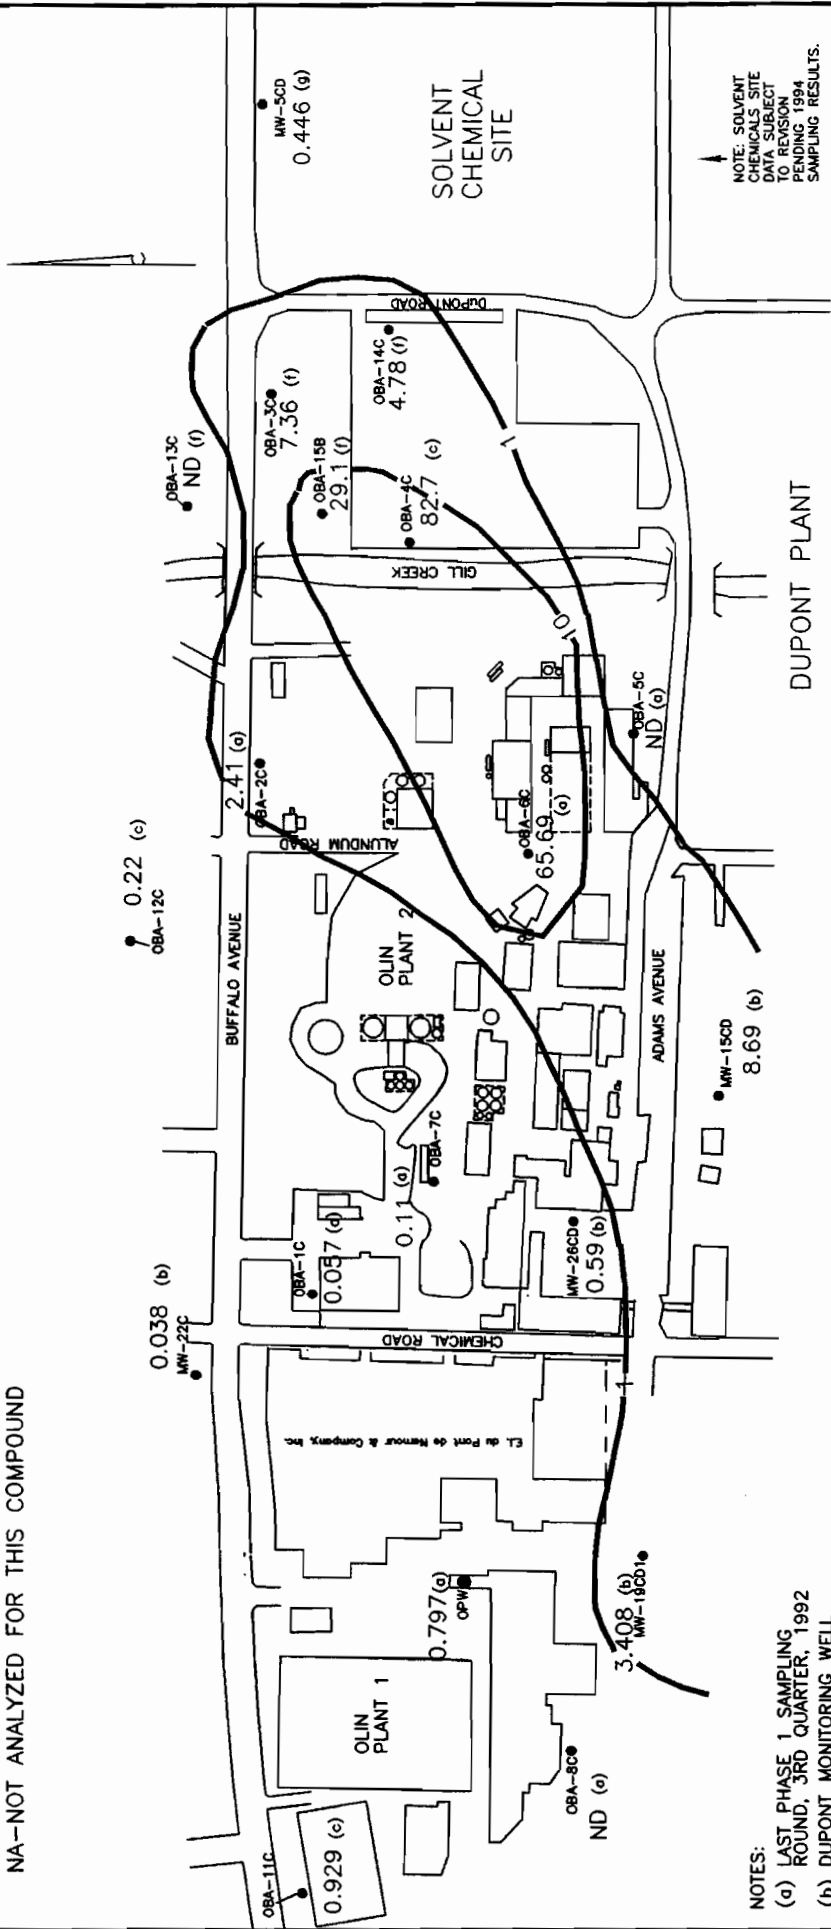 NA-NOT ANALYZED FOR THIS COMPOUND
MW-5CD
0.446 (g)
SOLVENT
CHEMICAL
SITE
NOTE: SOLVENT
CHEMICALS SITE
DATA SUBJECT
TO REVISION
PENDING 1994
SAMPLING RESULTS.
OBA-13C
ND (f)
OBA-3C
7.36 (f)
OBA-15B
29.1 (f)
OBA-14C
4.78 (f)
DuPONT ROAD
OBA-4C
82.7 (c)
1
10
GILL CREEK
DUPONT PLANT
2.41 (a)
OBA-2C
ALUNDUM ROAD
OBA-6C
65.69
(a)
OBA-5C
ND (a)
0.22 (c)
OBA-12C
BUFFALO AVENUE
OLIN
PLANT 2
ADAMS AVENUE
MW-15CD
8.69 (b)
OBA-7C
0.11 (a)
0.038 (b)
MW-22C
OBA-1C
0.057 (a)
MW-26CD
0.59 (b)
CHEMICAL ROAD
1
E.I. du Pont de Nemour & Company, Inc.
0.797 (a)
OPW
3.408 (b)
MW-19CD1
OLIN
PLANT 1
OBA-8C
ND (a)
OBA-11C
0.929 (c)
NOTES:
(a) LAST PHASE 1 SAMPLING
ROUND, 3RD QUARTER, 1992
(b) DUPONT MONITORING WELL